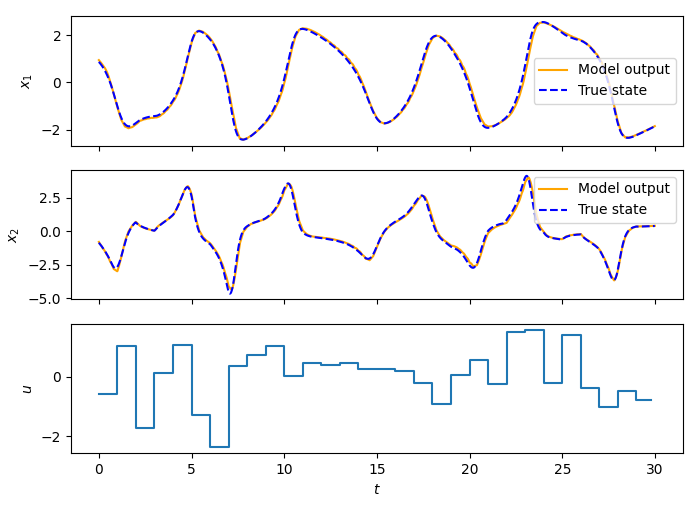 2
0
−2
x₁
Model output
True state
2.5
0.0
−2.5
−5.0
x₂
Model output
True state
0
−2
u
0 5 10 15 20 25 30
t